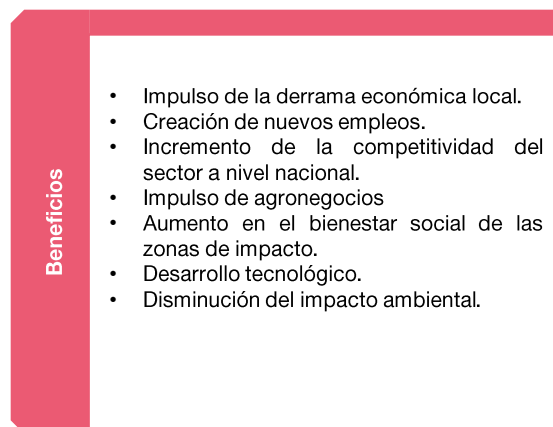 Beneficios
• Impulso de la derrama económica local.
• Creación de nuevos empleos.
• Incremento de la competitividad del
sector a nivel nacional.
• Impulso de agronegocios
• Aumento en el bienestar social de las
zonas de impacto.
• Desarrollo tecnológico.
• Disminución del impacto ambiental.